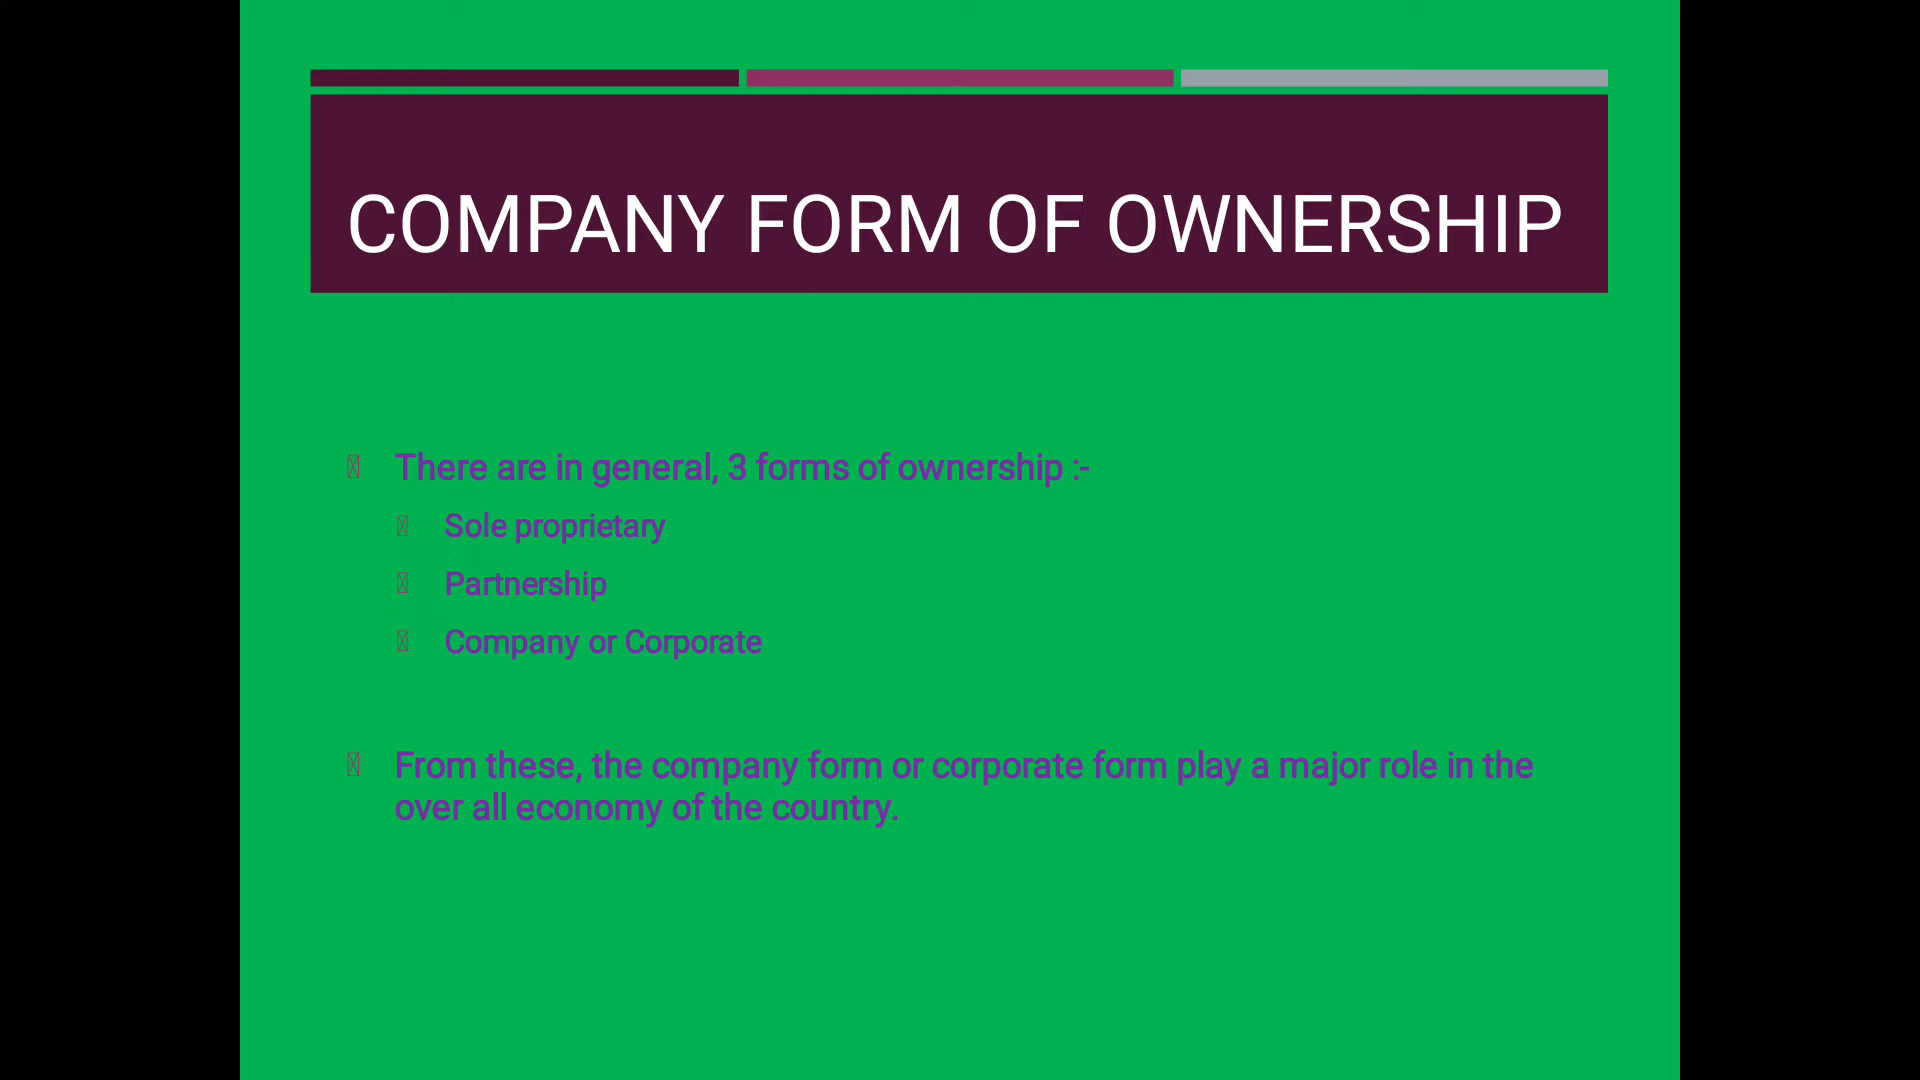 COMPANY FORM OF OWNERSHIP
There are in general, 3 forms of ownership :-
Sole proprietary
Partnership
Company or Corporate
From these, the company form or corporate form play a major role in the
over all economy of the country.